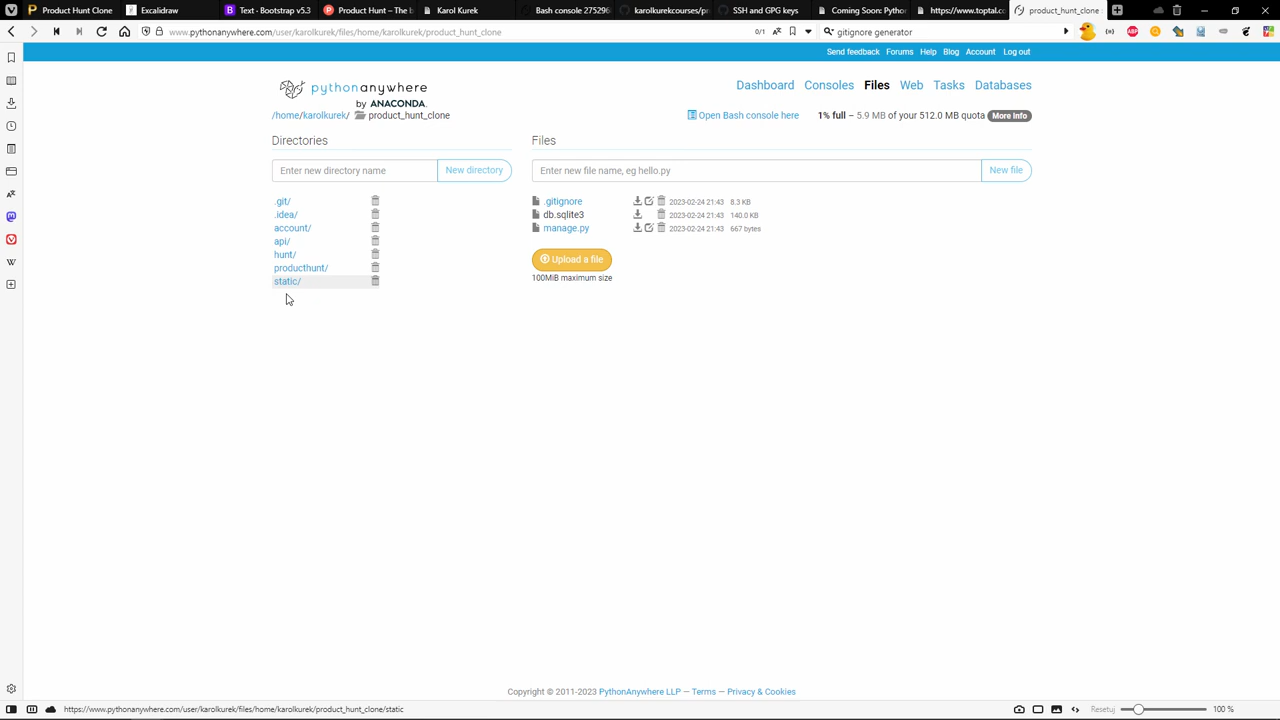 Product Hunt Clone
Excalidraw
Text · Bootstrap v5.3
Product Hunt – The b
Karol Kurek
Bash console 275296
karolkurekcourses/pr
SSH and GPG keys
Coming Soon: Python
https://www.toptal.co
product_hunt_clone :
www.pythonanywhere.com/user/karolkurek/files/home/karolkurek/product_hunt_clone
0/1
gitignore generator
Send feedback Forums Help Blog Account Log out
pythonanywhere
by ANACONDA.
Dashboard Consoles Files Web Tasks Databases
/home/karolkurek/ product_hunt_clone
Open Bash console here
1% full – 5.9 MB of your 512.0 MB quota More Info
Directories
Files
Enter new directory name New directory
Enter new file name, eg hello.py New file
.git/
.idea/
account/
api/
hunt/
producthunt/
static/
.gitignore 2023-02-24 21:43 8.3 KB
db.sqlite3 2023-02-24 21:43 140.0 KB
manage.py 2023-02-24 21:43 667 bytes
Upload a file
100MiB maximum size
Copyright © 2011-2023 PythonAnywhere LLP — Terms — Privacy & Cookies
https://www.pythonanywhere.com/user/karolkurek/files/home/karolkurek/product_hunt_clone/static
Resetuj
100 %